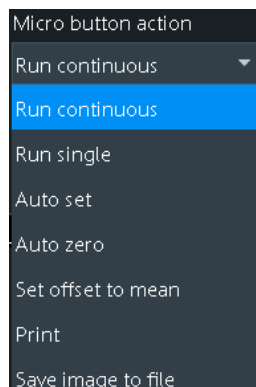 Micro button action
Run continuous
Run continuous
Run single
Auto set
Auto zero
Set offset to mean
Print
Save image to file